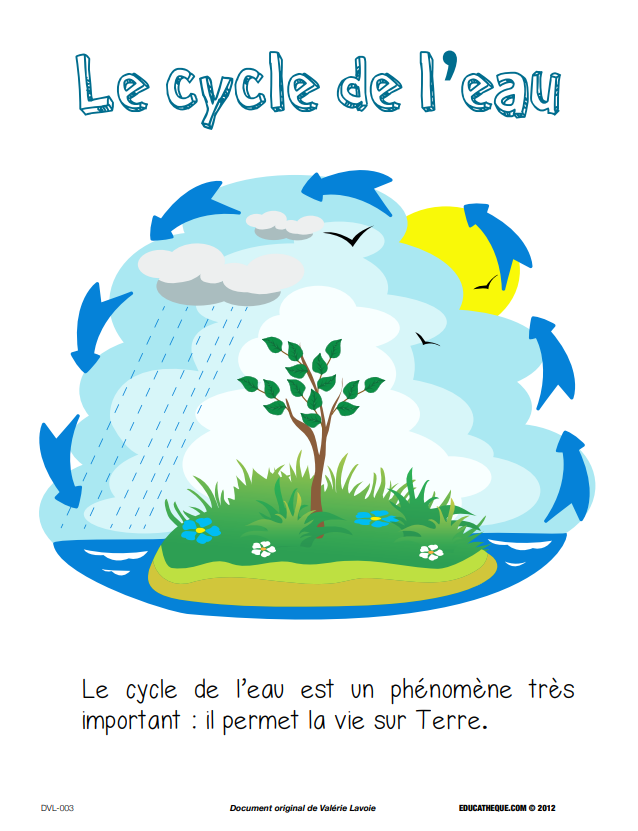 Le cycle de l'eau
Le cycle de l'eau est un phénomène très
important : il permet la vie sur Terre.
DVL-003 Document original de Valérie Lavoie EDUCATHEQUE.COM © 2012